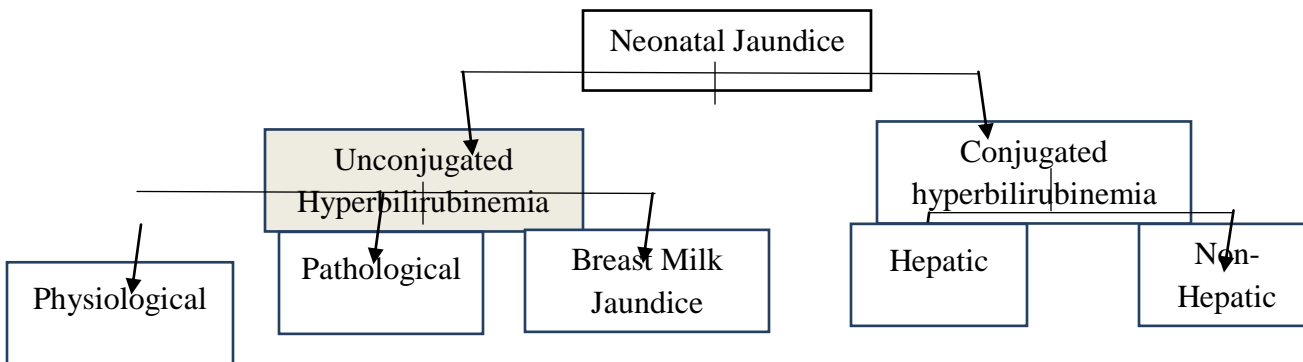 Neonatal Jaundice
Unconjugated
Hyperbilirubinemia
Conjugated
hyperbilirubinemia
Physiological
Pathological
Breast Milk
Jaundice
Hepatic
Non-
Hepatic